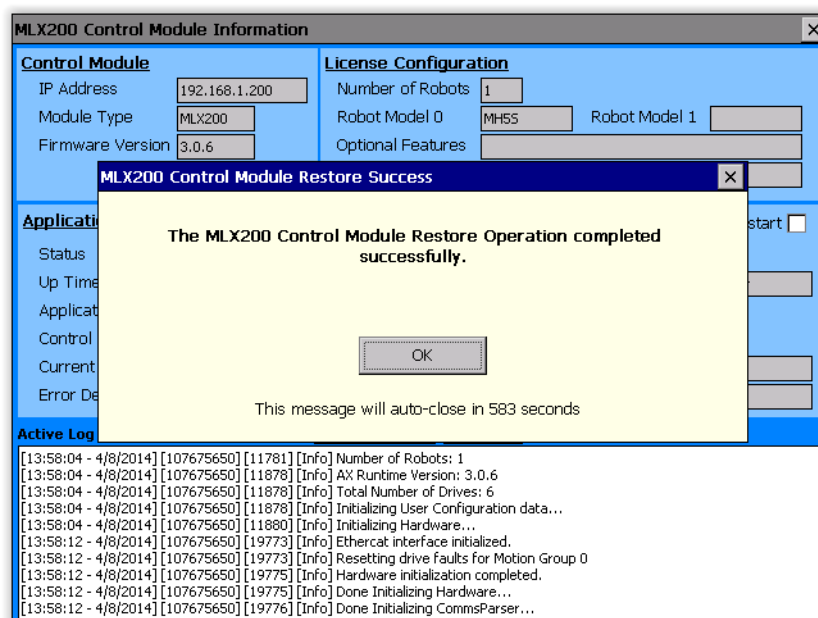 MLX200 Control Module Information
Control Module
License Configuration
IP Address 192.168.1.200
Number of Robots 1
Module Type MLX200
Robot Model 0 MH5S Robot Model 1
Firmware Version 3.0.6
Optional Features
MLX200 Control Module Restore Success
The MLX200 Control Module Restore Operation completed
successfully.
OK
This message will auto-close in 583 seconds
Applicati
start
Status
Up Time
Applicat
Control
Current
Error De
Active Log
[13:58:04 - 4/8/2014] [107675650] [11781] [Info] Number of Robots: 1
[13:58:04 - 4/8/2014] [107675650] [11878] [Info] AX Runtime Version: 3.0.6
[13:58:04 - 4/8/2014] [107675650] [11878] [Info] Total Number of Drives: 6
[13:58:04 - 4/8/2014] [107675650] [11878] [Info] Initializing User Configuration data...
[13:58:04 - 4/8/2014] [107675650] [11880] [Info] Initializing Hardware...
[13:58:12 - 4/8/2014] [107675650] [19773] [Info] Ethercat interface initialized.
[13:58:12 - 4/8/2014] [107675650] [19773] [Info] Resetting drive faults for Motion Group 0
[13:58:12 - 4/8/2014] [107675650] [19775] [Info] Hardware initialization completed.
[13:58:12 - 4/8/2014] [107675650] [19775] [Info] Done Initializing Hardware...
[13:58:12 - 4/8/2014] [107675650] [19776] [Info] Done Initializing CommsParser...